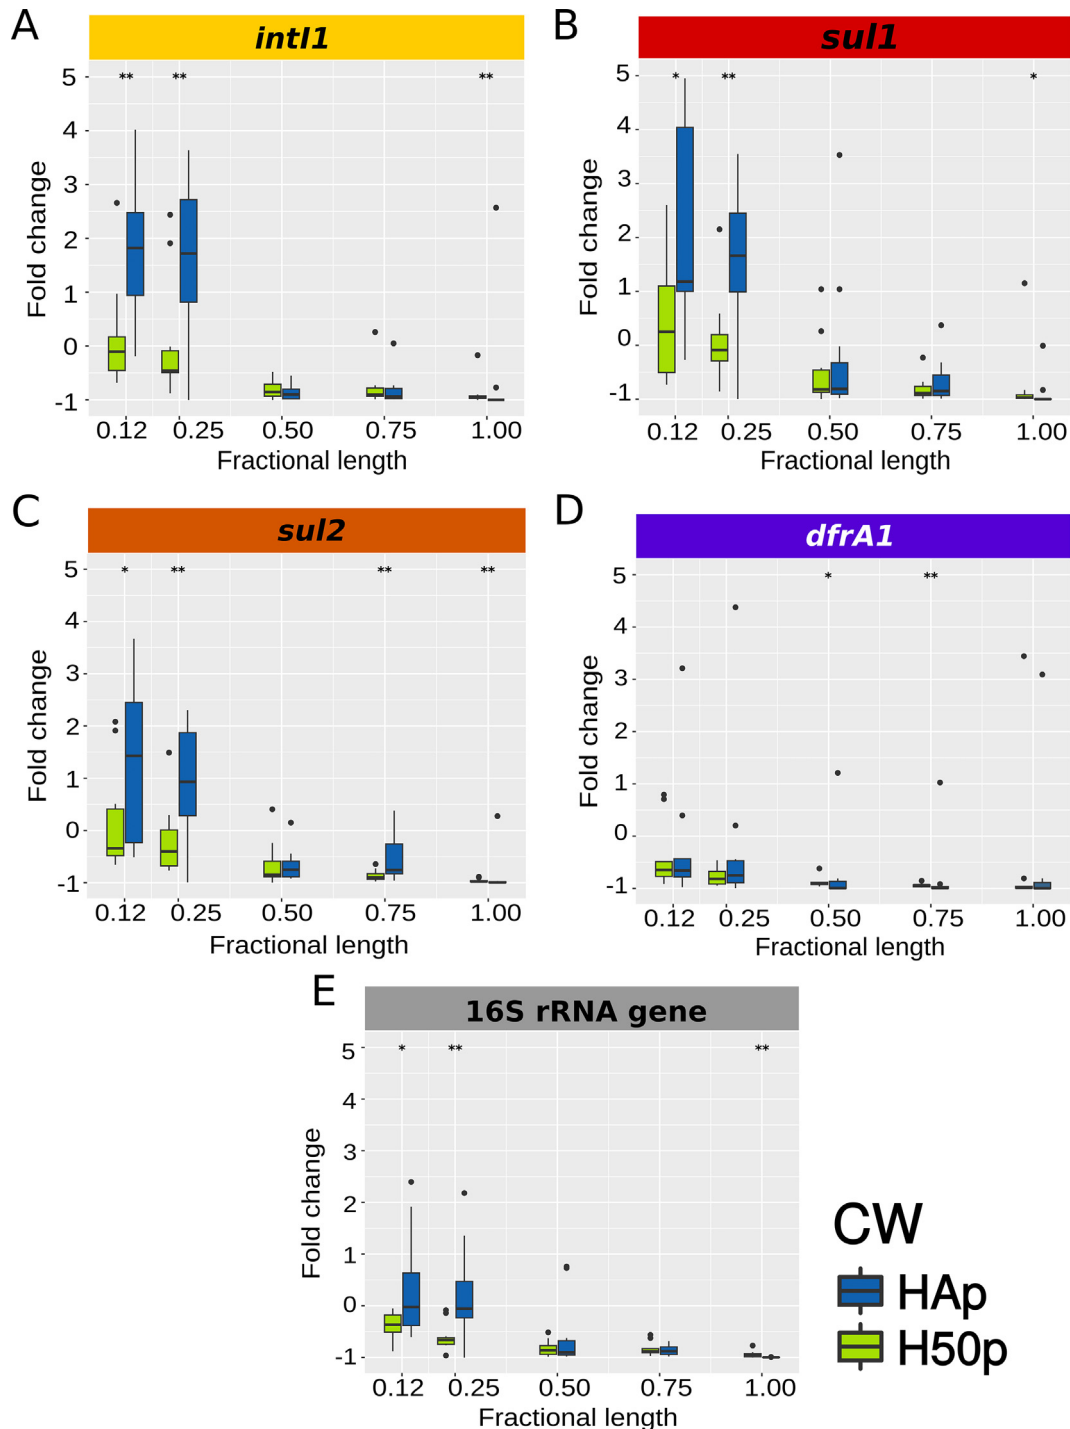 A
intI1
** ** **
5
4
3
2
1
0
-1
Fold change
0.12 0.25 0.50 0.75 1.00
Fractional length
B
sul1
* ** *
5
4
3
2
1
0
-1
Fold change
0.12 0.25 0.50 0.75 1.00
Fractional length
C
sul2
* ** ** **
5
4
3
2
1
0
-1
Fold change
0.12 0.25 0.50 0.75 1.00
Fractional length
D
dfrA1
* **
5
4
3
2
1
0
-1
Fold change
0.12 0.25 0.50 0.75 1.00
Fractional length
E
16S rRNA gene
* ** **
5
4
3
2
1
0
-1
Fold change
0.12 0.25 0.50 0.75 1.00
Fractional length
CW
HAp
H50p